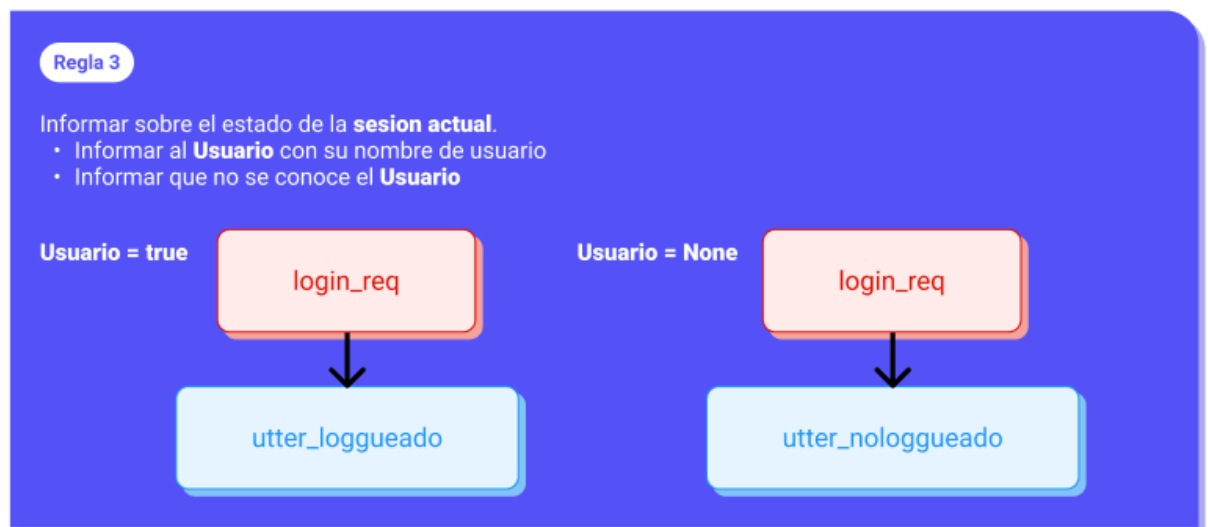 Regla 3
Informar sobre el estado de la sesion actual.
• Informar al Usuario con su nombre de usuario
• Informar que no se conoce el Usuario
Usuario = true
login_req
utter_loggueado
Usuario = None
login_req
utter_nologgueado